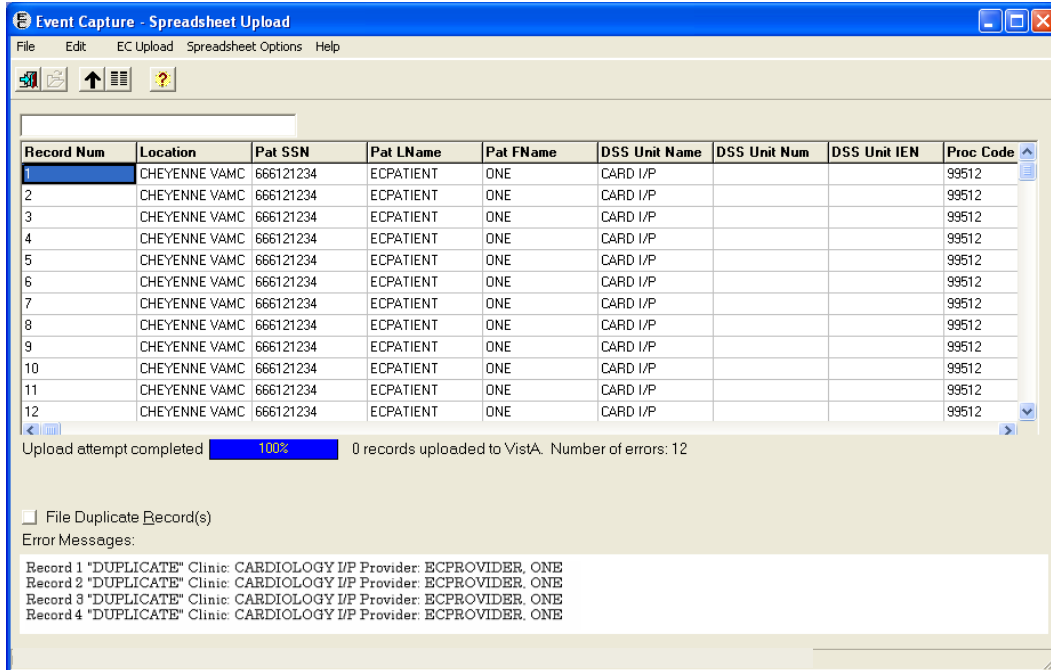 Event Capture - Spreadsheet Upload
File Edit EC Upload Spreadsheet Options Help
Record Num Location Pat SSN Pat LName Pat FName DSS Unit Name DSS Unit Num DSS Unit IEN Proc Code
1 CHEYENNE VAMC 666121234 ECPATIENT ONE CARD I/P 99512
2 CHEYENNE VAMC 666121234 ECPATIENT ONE CARD I/P 99512
3 CHEYENNE VAMC 666121234 ECPATIENT ONE CARD I/P 99512
4 CHEYENNE VAMC 666121234 ECPATIENT ONE CARD I/P 99512
5 CHEYENNE VAMC 666121234 ECPATIENT ONE CARD I/P 99512
6 CHEYENNE VAMC 666121234 ECPATIENT ONE CARD I/P 99512
7 CHEYENNE VAMC 666121234 ECPATIENT ONE CARD I/P 99512
8 CHEYENNE VAMC 666121234 ECPATIENT ONE CARD I/P 99512
9 CHEYENNE VAMC 666121234 ECPATIENT ONE CARD I/P 99512
10 CHEYENNE VAMC 666121234 ECPATIENT ONE CARD I/P 99512
11 CHEYENNE VAMC 666121234 ECPATIENT ONE CARD I/P 99512
12 CHEYENNE VAMC 666121234 ECPATIENT ONE CARD I/P 99512
Upload attempt completed 100% 0 records uploaded to VistA. Number of errors: 12
File Duplicate Record(s)
Error Messages:
Record 1 "DUPLICATE" Clinic: CARDIOLOGY I/P Provider: ECPROVIDER, ONE
Record 2 "DUPLICATE" Clinic: CARDIOLOGY I/P Provider: ECPROVIDER, ONE
Record 3 "DUPLICATE" Clinic: CARDIOLOGY I/P Provider: ECPROVIDER, ONE
Record 4 "DUPLICATE" Clinic: CARDIOLOGY I/P Provider: ECPROVIDER, ONE